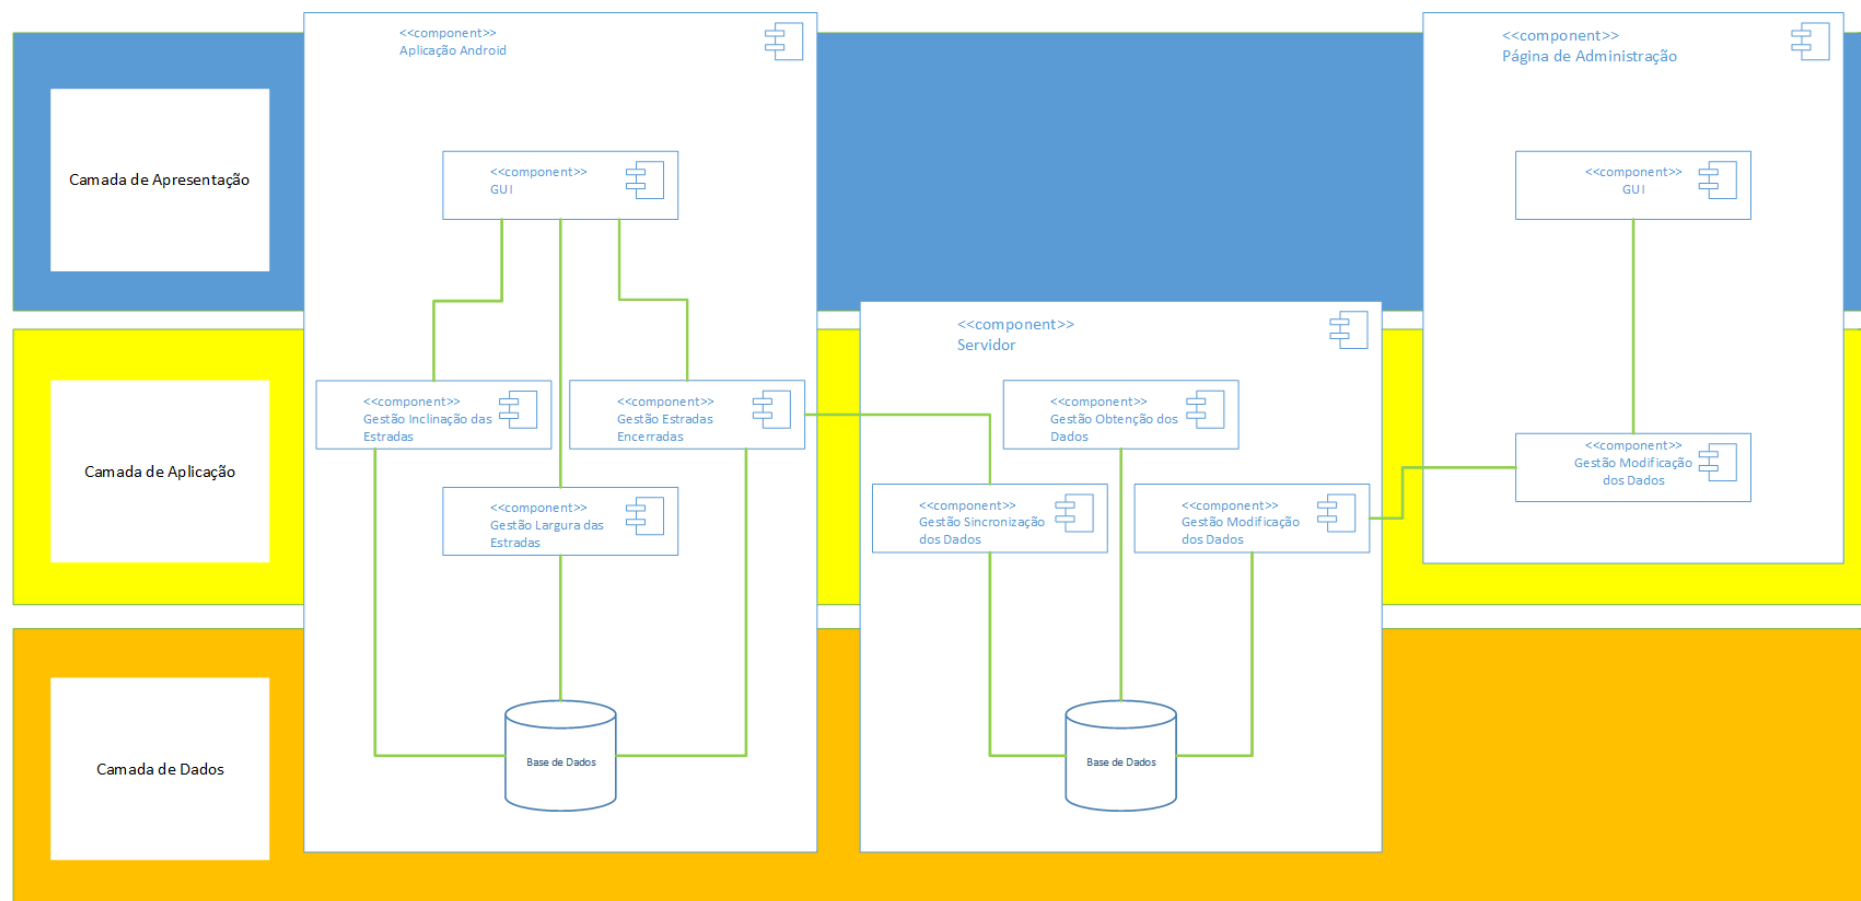 <<component>>
Aplicação Android
<<component>>
Página de Administração
Camada de Apresentação
<<component>>
GUI
<<component>>
GUI
<<component>>
Servidor
<<component>>
Gestão Inclinação das
Estradas
<<component>>
Gestão Estradas
Encerradas
<<component>>
Gestão Obtenção dos
Dados
<<component>>
Gestão Modificação
dos Dados
Camada de Aplicação
<<component>>
Gestão Largura das
Estradas
<<component>>
Gestão Sincronização
dos Dados
<<component>>
Gestão Modificação
dos Dados
Camada de Dados
Base de Dados
Base de Dados